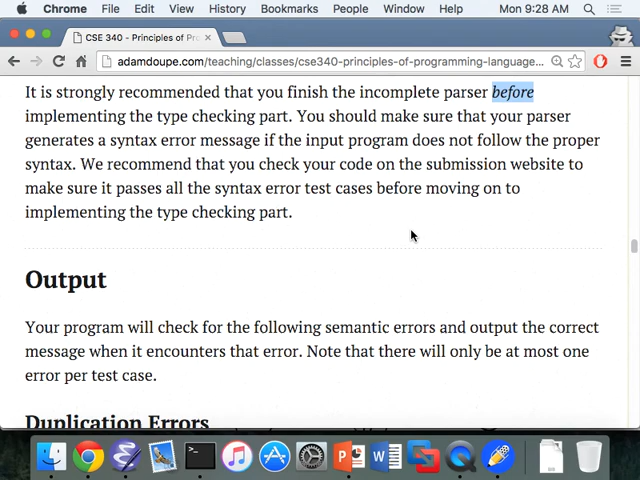 Chrome File Edit View History Bookmarks People Window Help Mon 9:28 AM
CSE 340 - Principles of Pro
adamdoupe.com/teaching/classes/cse340-principles-of-programming-language...
It is strongly recommended that you finish the incomplete parser before
implementing the type checking part. You should make sure that your parser
generates a syntax error message if the input program does not follow the proper
syntax. We recommend that you check your code on the submission website to
make sure it passes all the syntax error test cases before moving on to
implementing the type checking part.
Output
Your program will check for the following semantic errors and output the correct
message when it encounters that error. Note that there will only be at most one
error per test case.
Duplication Errors